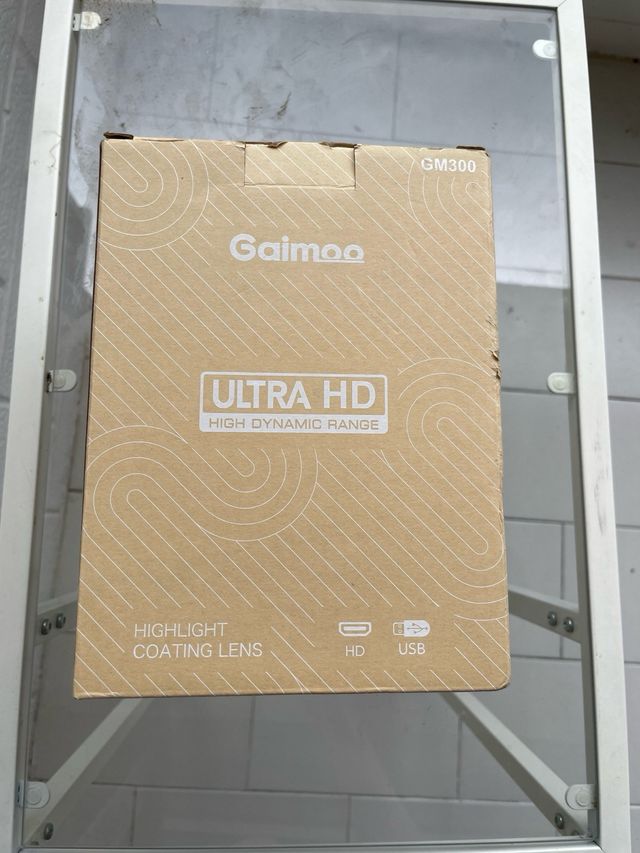 GM300
Gaimoo
ULTRA HD
HIGH DYNAMIC RANGE
HIGHLIGHT
COATING LENS
HD
USB